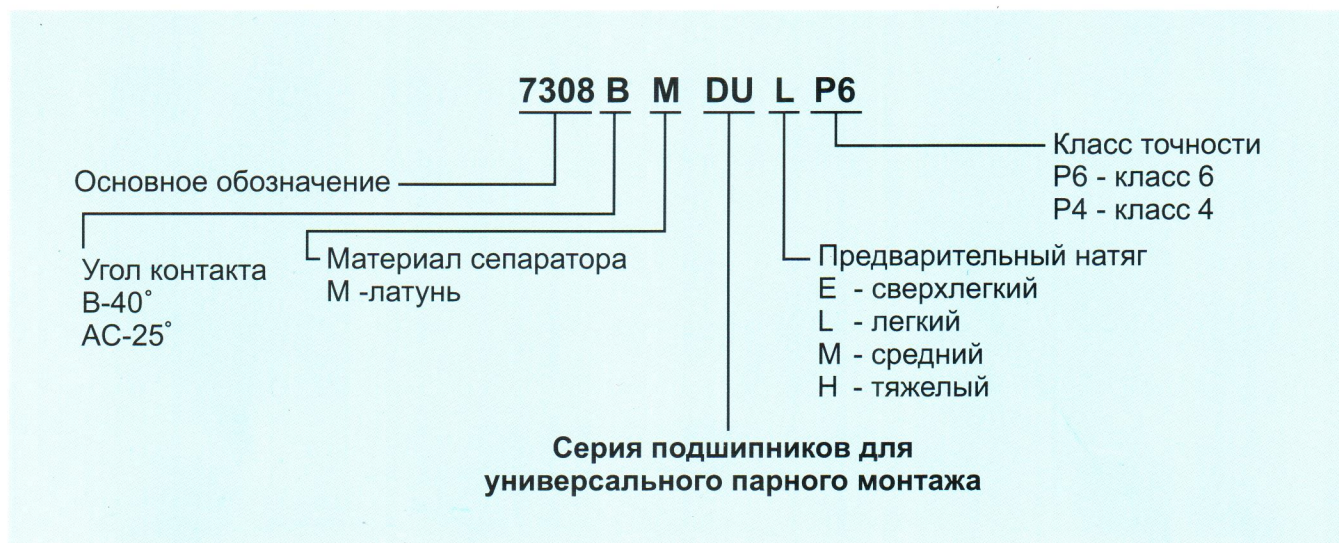 7308 B M DU L P6
Основное обозначение
Класс точности
P6 - класс 6
P4 - класс 4
Угол контакта
B-40˚
AC-25˚
Материал сепаратора
M -латунь
Предварительный натяг
E - сверхлегкий
L - легкий
M - средний
H - тяжелый
Серия подшипников для
универсального парного монтажа